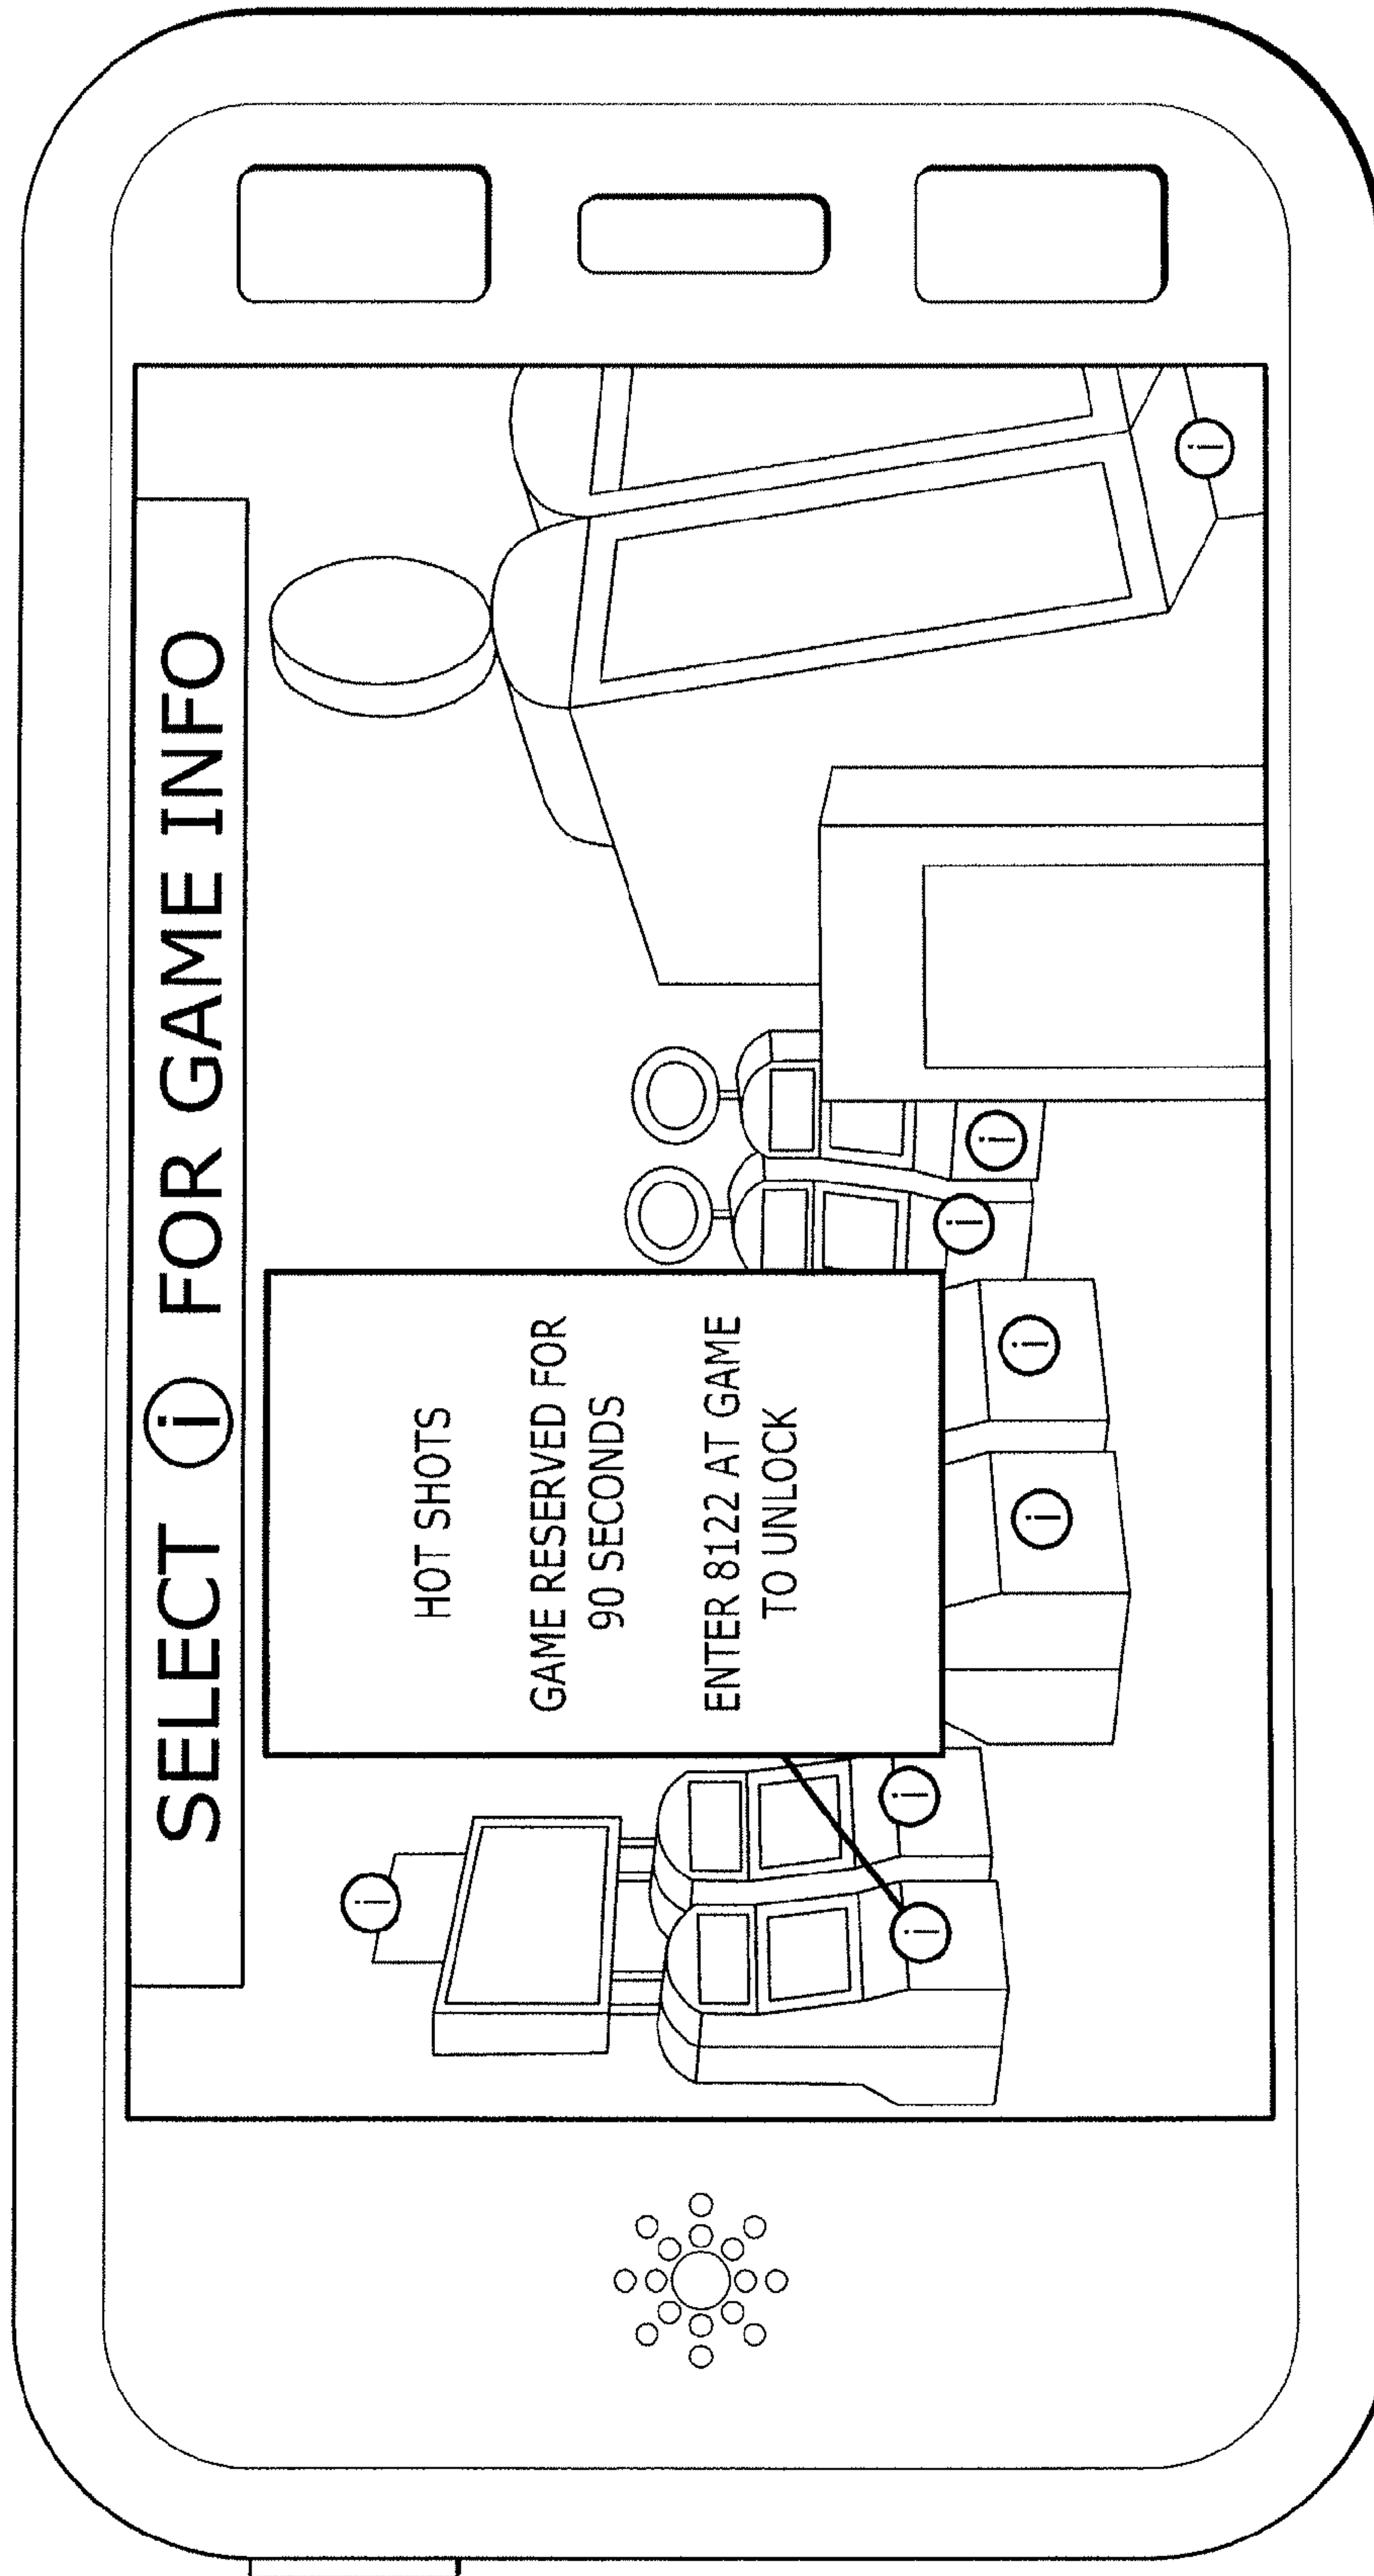 SELECT i FOR GAME INFO
HOT SHOTS
GAME RESERVED FOR
90 SECONDS
ENTER 8122 AT GAME
TO UNLOCK
i
i
i
i
i
i
i
i